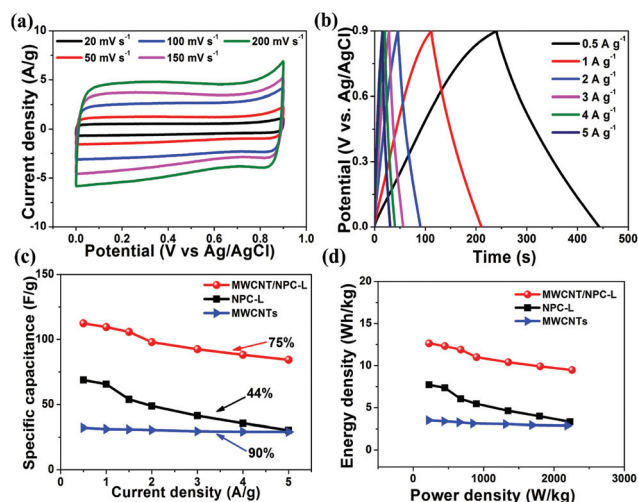 (a)
20 mV s⁻¹ 100 mV s⁻¹ 200 mV s⁻¹
50 mV s⁻¹ 150 mV s⁻¹
Current density (A/g)
10
5
0
-5
-10
0.0 0.2 0.4 0.6 0.8 1.0
Potential (V vs Ag/AgCl)
(b)
0.5 A g⁻¹
1 A g⁻¹
2 A g⁻¹
3 A g⁻¹
4 A g⁻¹
5 A g⁻¹
Potential (V vs. Ag/AgCl)
0.9
0.6
0.3
0.0
0 100 200 300 400 500
Time (s)
(c)
MWCNT/NPC-L
NPC-L
MWCNTs
75%
44%
90%
Specific capacitance (F/g)
150
100
50
0
0 1 2 3 4 5
Current density (A/g)
(d)
MWCNT/NPC-L
NPC-L
MWCNTs
Energy density (Wh/kg)
20
15
10
5
0
0 1000 2000 3000
Power density (W/kg)